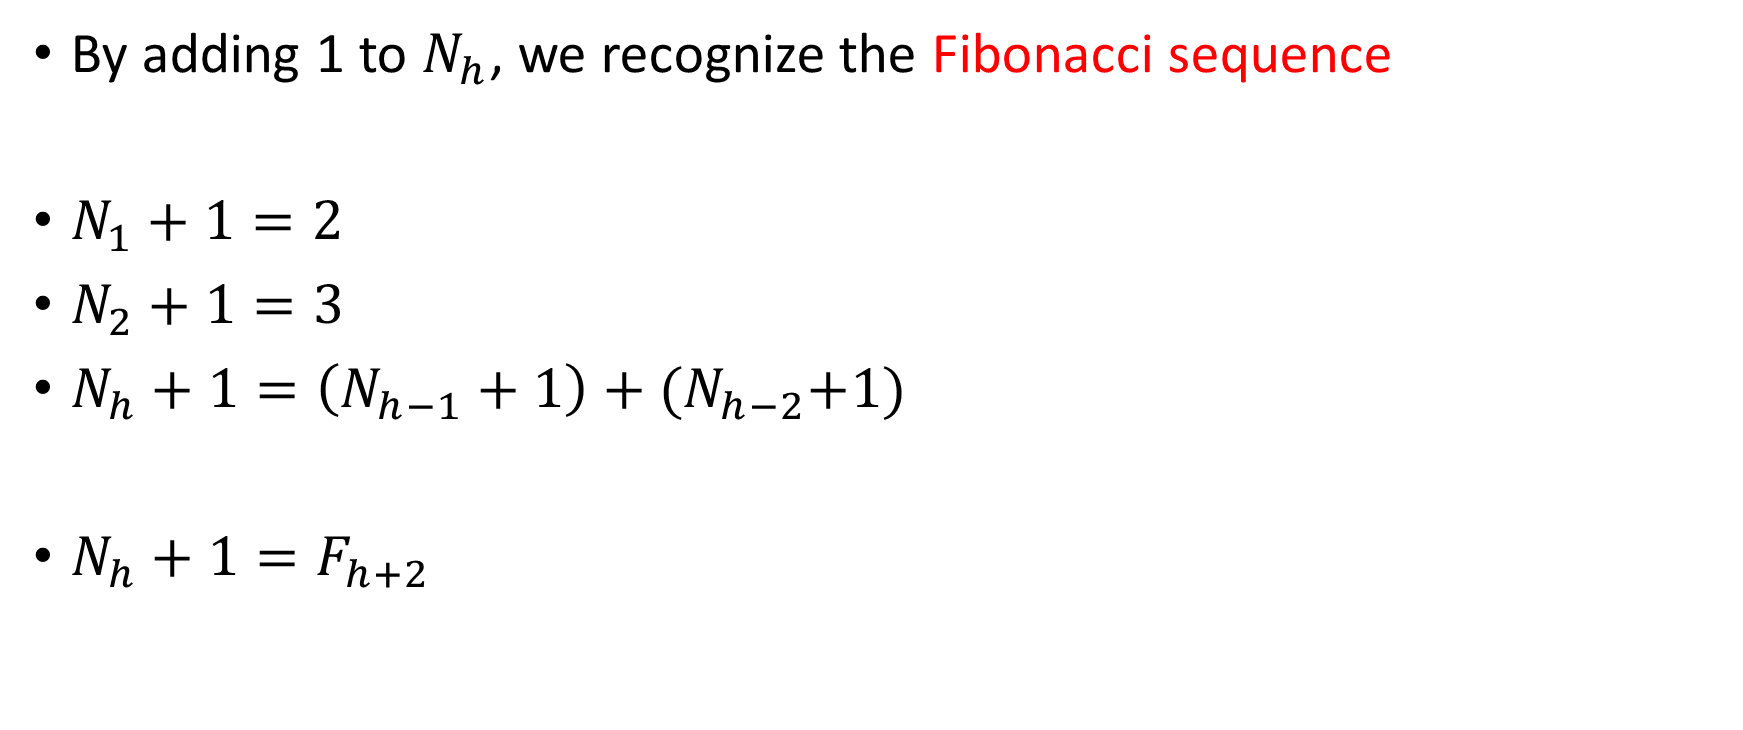 • By adding 1 to $N_h$, we recognize the Fibonacci sequence
• $N_1 + 1 = 2$
• $N_2 + 1 = 3$
• $N_h + 1 = (N_{h-1} + 1) + (N_{h-2}+1)$
• $N_h + 1 = F_{h+2}$